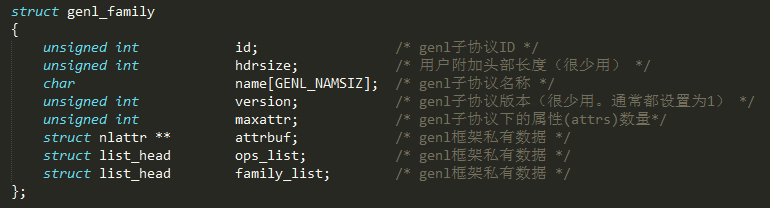 struct genl_family
{
    unsigned int            id;                 /* genl子协议ID */
    unsigned int            hdrsize;            /* 用户附加头部长度（很少用） */
    char                    name[GENL_NAMSIZ];  /* genl子协议名称 */
    unsigned int            version;            /* genl子协议版本（很少用。通常都设置为1） */
    unsigned int            maxattr;            /* genl子协议下的属性(attrs)数量*/
    struct nlattr **        attrbuf;            /* genl框架私有数据 */
    struct list_head        ops_list;           /* genl框架私有数据 */
    struct list_head        family_list;        /* genl框架私有数据 */
};